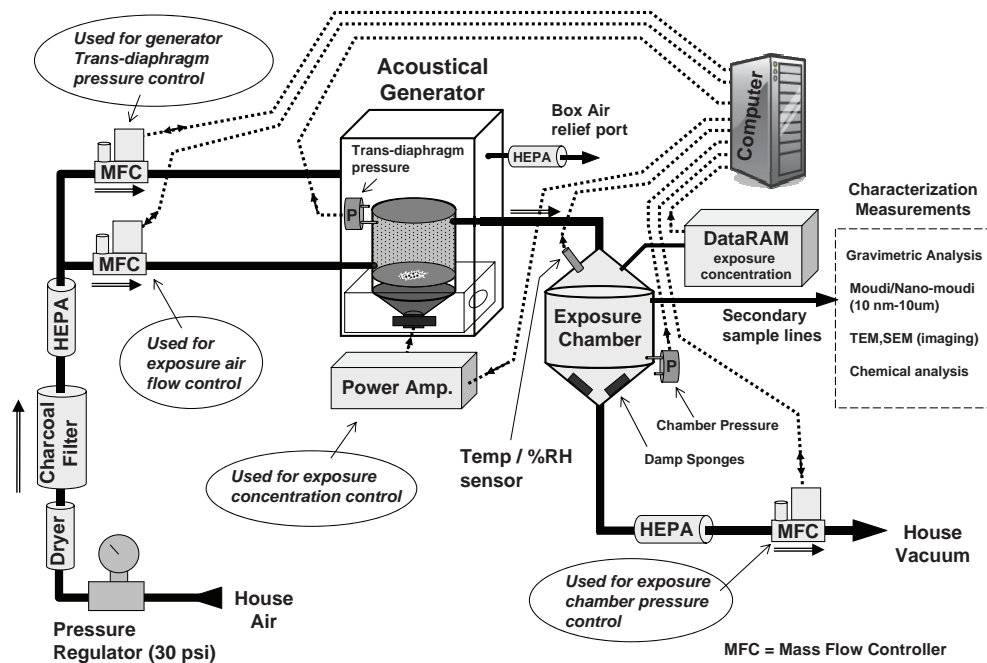 Used for generator
Trans-diaphragm
pressure control
Acoustical
Generator
Box Air
relief port
HEPA
Computer
MFC
Trans-diaphragm
pressure
P
Characterization
Measurements
MFC
DataRAM
exposure
concentration
Gravimetric Analysis
Moudi/Nano-moudi
(10 nm-10um)
TEM,SEM (imaging)
Chemical analysis
HEPA
Used for
exposure air
flow control
Exposure
Chamber
Secondary
sample lines
P
Power Amp.
Chamber Pressure
Damp Sponges
Charcoal
Filter
Temp / %RH
sensor
Used for exposure
concentration control
Dryer
HEPA
MFC
House
Vacuum
House
Air
Used for exposure
chamber pressure
control
Pressure
Regulator (30 psi)
MFC = Mass Flow Controller